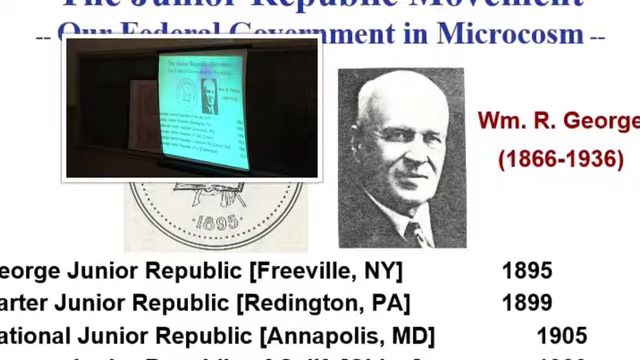 The Junior Republic Movement
-- Our Federal Government in Microcosm --
Wm. R. George
(1866-1936)
·1895·
eorge Junior Republic [Freeville, NY] 1895
arter Junior Republic [Redington, PA] 1899
ational Junior Republic [Annapolis, MD] 1905